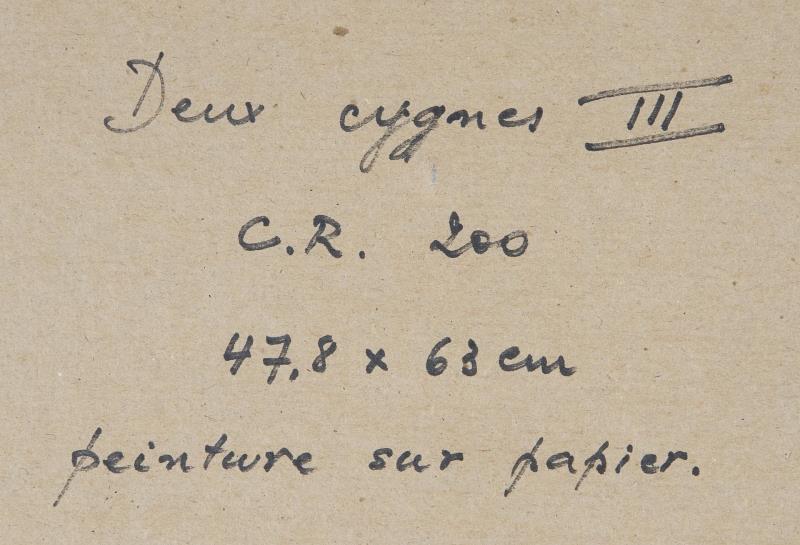 Deux cygnes III
C.R. 200
47,8 x 63 cm
peinture sur papier.